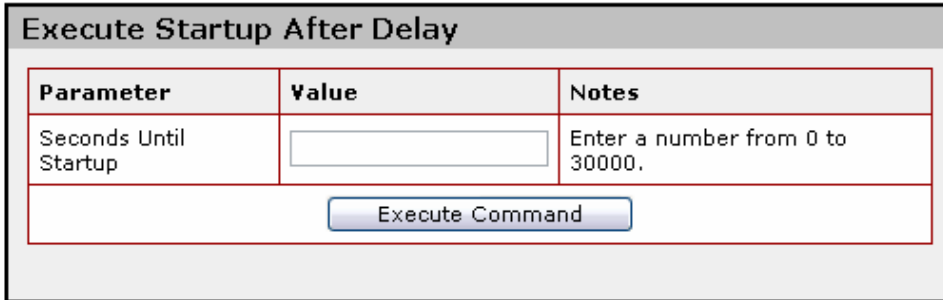 Execute Startup After Delay
Parameter Value Notes
Seconds Until Startup Enter a number from 0 to 30000.
Execute Command